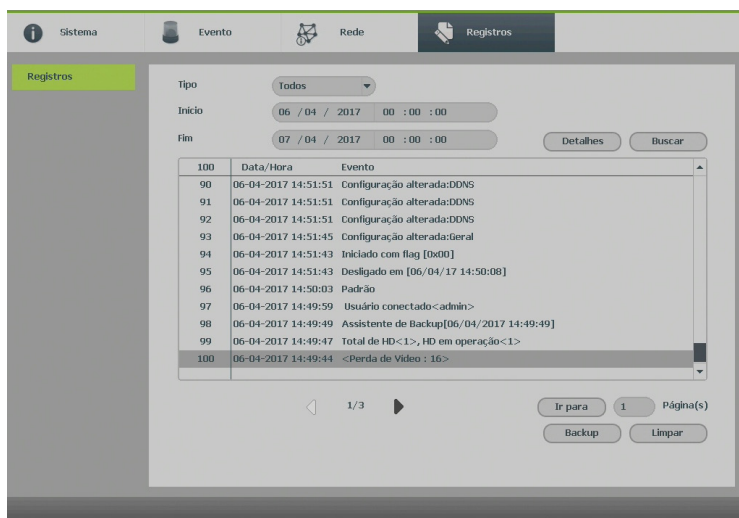 Sistema Evento Rede Registros
Registros
Tipo Todos
Início 06 / 04 / 2017 00 : 00 : 00
Fim 07 / 04 / 2017 00 : 00 : 00 Detalhes Buscar
100 Data/Hora Evento
90 06-04-2017 14:51:51 Configuração alterada:DDNS
91 06-04-2017 14:51:51 Configuração alterada:DDNS
92 06-04-2017 14:51:51 Configuração alterada:DDNS
93 06-04-2017 14:51:45 Configuração alterada:Geral
94 06-04-2017 14:51:43 Iniciado com flag [0x00]
95 06-04-2017 14:51:43 Desligado em [06/04/17 14:50:08]
96 06-04-2017 14:50:03 Padrão
97 06-04-2017 14:49:59 Usuário conectado<admin>
98 06-04-2017 14:49:49 Assistente de Backup[06/04/2017 14:49:49]
99 06-04-2017 14:49:47 Total de HD<1>, HD em operação<1>
100 06-04-2017 14:49:44 <Perda de Vídeo : 16>
1/3 Ir para 1 Página(s)
Backup Limpar